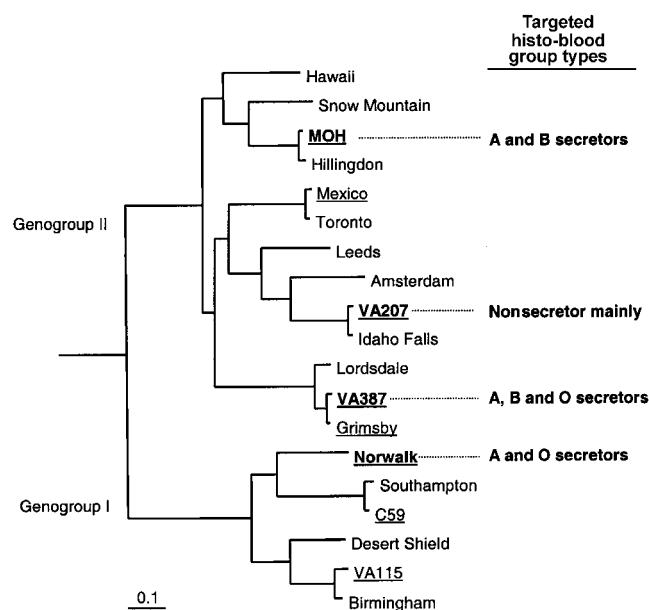 Targeted
histo-blood
group types
Hawaii
Snow Mountain
MOH
A and B secretors
Hillingdon
Mexico
Genogroup II
Toronto
Leeds
Amsterdam
VA207
Nonsecretor mainly
Idaho Falls
Lordsdale
VA387
A, B and O secretors
Grimsby
Norwalk
A and O secretors
Southampton
Genogroup I
C59
Desert Shield
VA115
0.1
Birmingham